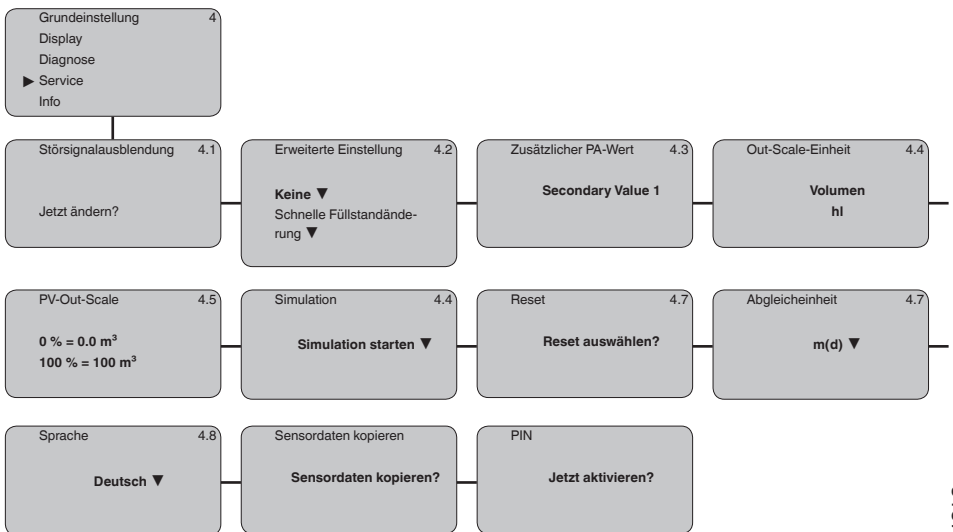 Grundeinstellung 4
Display
Diagnose
▶ Service
Info
Störsignalausblendung 4.1
Jetzt ändern?
Erweiterte Einstellung 4.2
Keine ▼
Schnelle Füllstandände-
rung ▼
Zusätzlicher PA-Wert 4.3
Secondary Value 1
Out-Scale-Einheit 4.4
Volumen
hl
PV-Out-Scale 4.5
0 % = 0.0 m³
100 % = 100 m³
Simulation 4.4
Simulation starten ▼
Reset 4.7
Reset auswählen?
Abgleicheinheit 4.7
m(d) ▼
Sprache 4.8
Deutsch ▼
Sensordaten kopieren
Sensordaten kopieren?
PIN
Jetzt aktivieren?